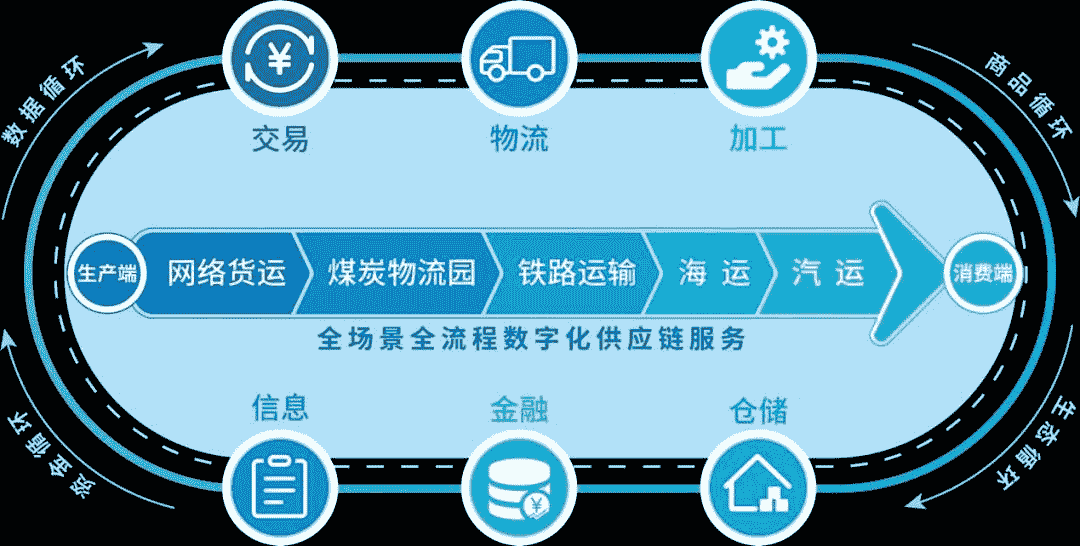 数据循环
商品循环
交易
物流
加工
生产端
网络货运
煤炭物流园
铁路运输
海 运
汽 运
消费端
全场景全流程数字化供应链服务
信息
金融
仓储
资金循环
生态循环